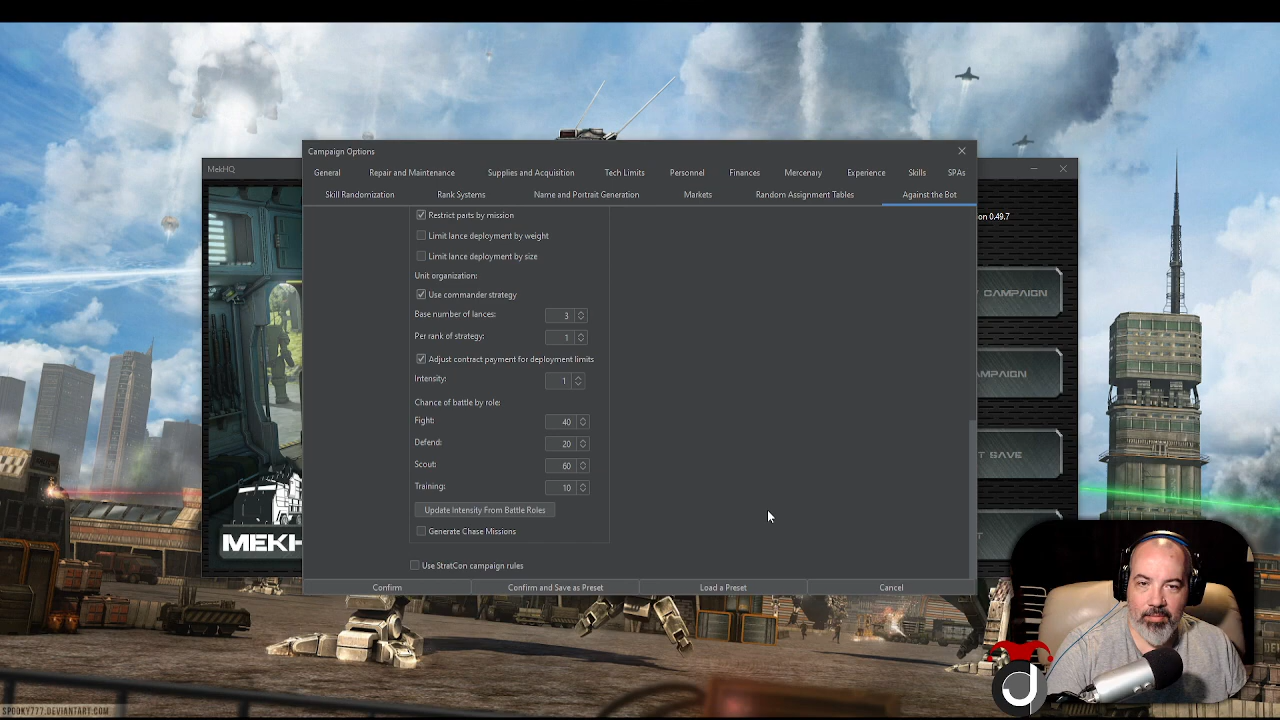 Campaign Options
MekHQ
General Repair and Maintenance Supplies and Acquisition Tech Limits Personnel Finances Mercenary Experience Skills SPAs
Skill Randomization Rank Systems Name and Portrait Generation Markets Random Assignment Tables Against the Bot
Restrict parts by mission
on 0.49.7
Limit lance deployment by weight
Limit lance deployment by size
Unit organization:
Use commander strategy
CAMPAIGN
Base number of lances: 3
Per rank of strategy: 1
Adjust contract payment for deployment limits
AMPAIGN
Intensity: 1
Chance of battle by role:
Fight: 40
Defend: 20
T SAVE
Scout: 60
Training: 10
Update Intensity From Battle Roles
Generate Chase Missions
MEKH
Use StratCon campaign rules
Confirm Confirm and Save as Preset Load a Preset Cancel
SPOOKY777.DEVIANTART.COM